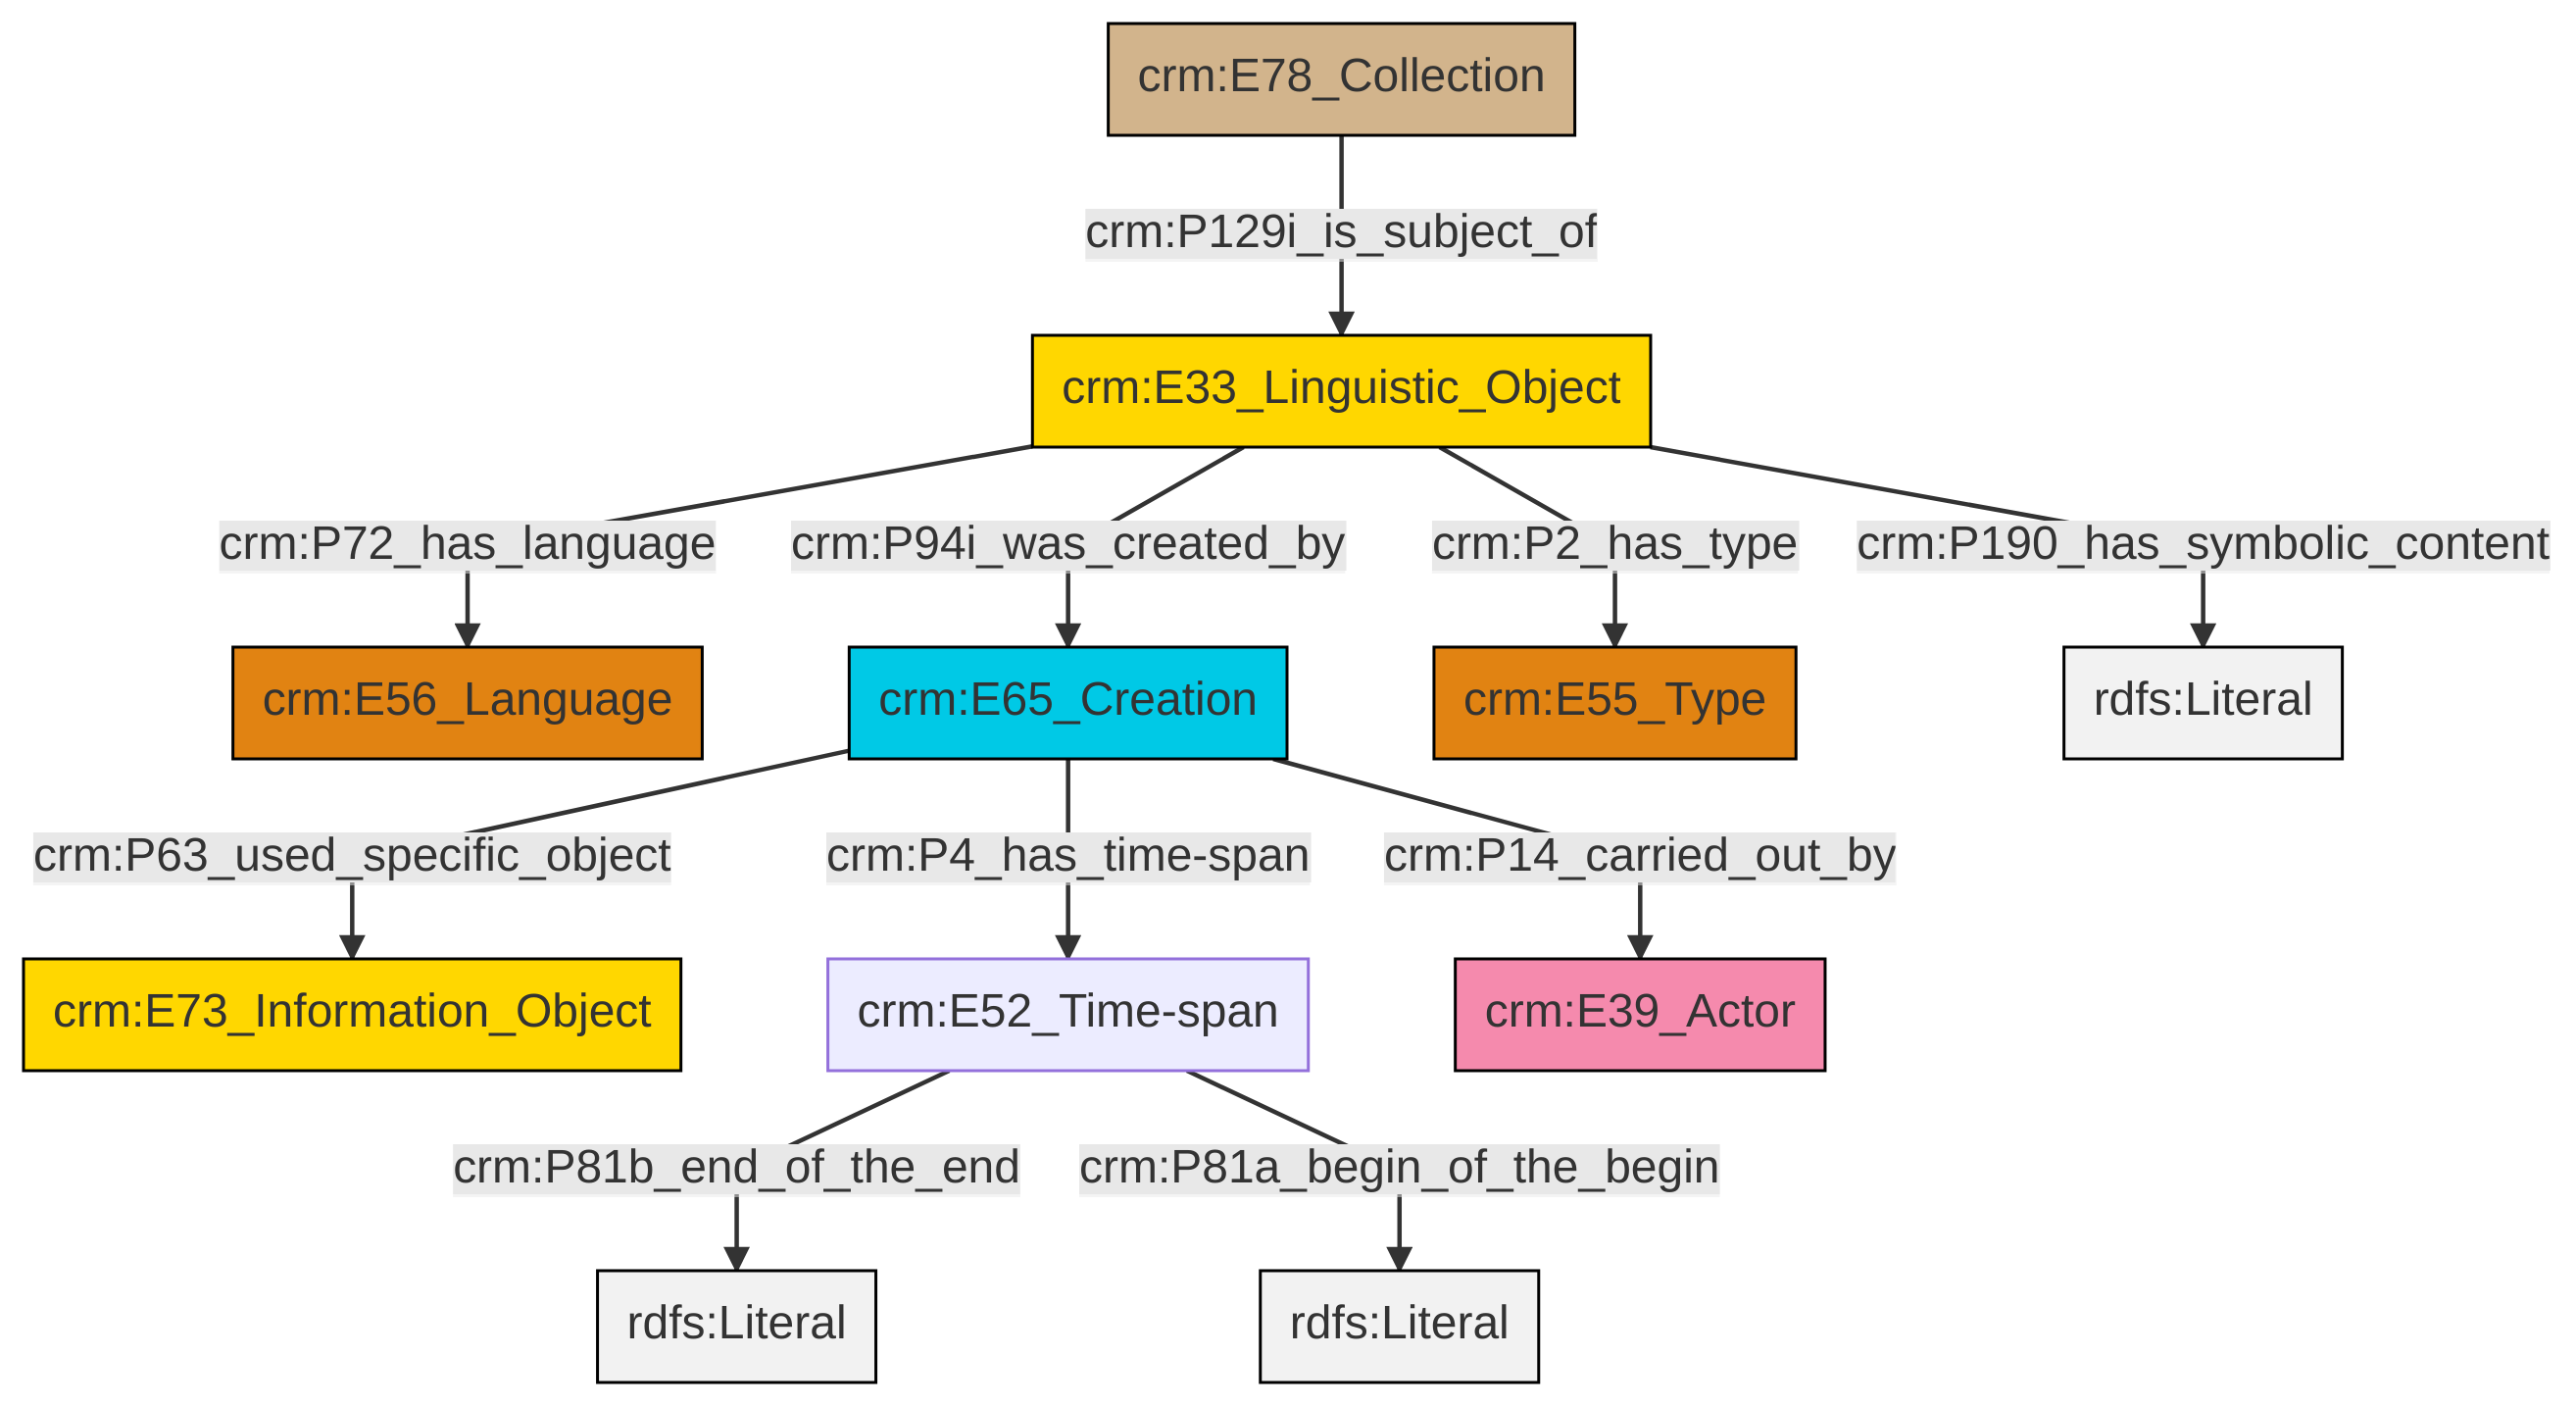 crm:E78_Collection
crm:P129i_is_subject_of
crm:E33_Linguistic_Object
crm:P72_has_language
crm:P94i_was_created_by
crm:P2_has_type
crm:P190_has_symbolic_content
crm:E56_Language
crm:E65_Creation
crm:E55_Type
rdfs:Literal
crm:P63_used_specific_object
crm:P4_has_time-span
crm:P14_carried_out_by
crm:E73_Information_Object
crm:E52_Time-span
crm:E39_Actor
crm:P81b_end_of_the_end
crm:P81a_begin_of_the_begin
rdfs:Literal
rdfs:Literal